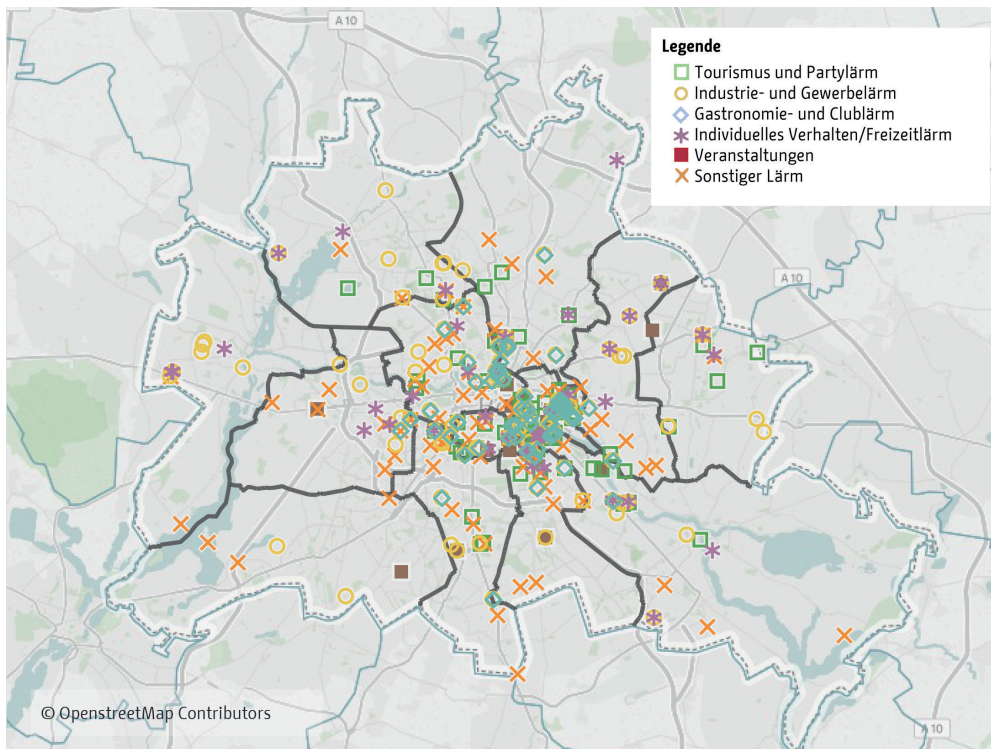 A 10
Legende
Tourismus und Partylärm
Industrie- und Gewerbelärm
Gastronomie- und Clublärm
Individuelles Verhalten/Freizeitlärm
Veranstaltungen
Sonstiger Lärm
A 10
© OpenstreetMap Contributors
A 10